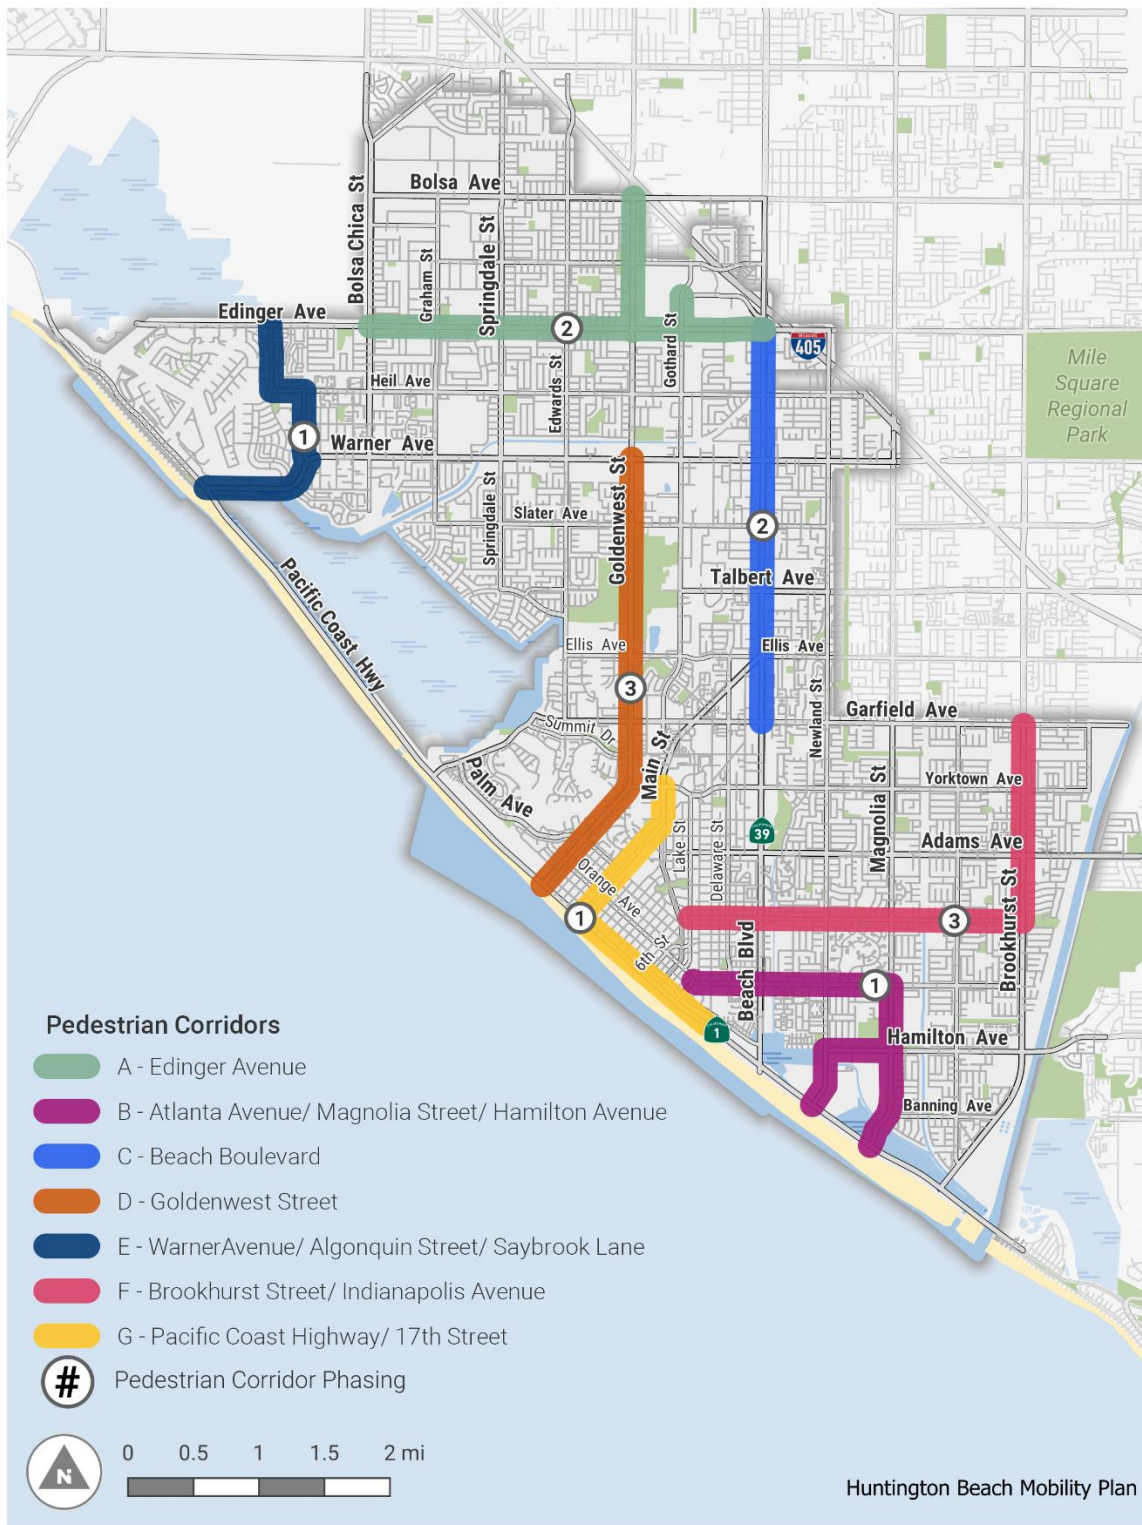 Bolsa Ave
Bolsa Chica St
Graham St
Springdale St
Edinger Ave
2
Gothard St
INTERSTATE
405
Mile
Square
Regional
Park
Heil Ave
Edwards St
1
Warner Ave
Goldenwest St
Springdale St
Slater Ave
2
Talbert Ave
Pacific Coast Hwy
Ellis Ave
Ellis Ave
3
Newland St
Garfield Ave
Summit Dr
Main St
Palm Ave
Magnolia St
Yorktown Ave
CALIFORNIA
39
Adams Ave
Lake St
Delaware St
Orange Ave
1
3
Brookhurst St
6th St
Beach Blvd
1
CALIFORNIA
1
Hamilton Ave
Banning Ave
Pedestrian Corridors
A - Edinger Avenue
B - Atlanta Avenue/ Magnolia Street/ Hamilton Avenue
C - Beach Boulevard
D - Goldenwest Street
E - WarnerAvenue/ Algonquin Street/ Saybrook Lane
F - Brookhurst Street/ Indianapolis Avenue
G - Pacific Coast Highway/ 17th Street
# Pedestrian Corridor Phasing
N
0 0.5 1 1.5 2 mi
Huntington Beach Mobility Plan